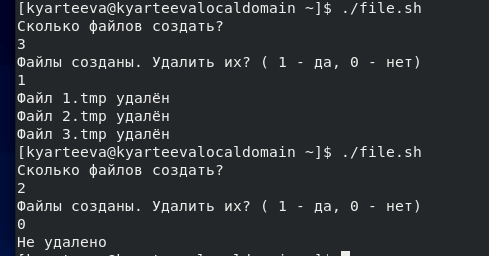 [kyarteeva@kyarteevalocaldomain ~]$ ./file.sh
Сколько файлов создать?
3
Файлы созданы. Удалить их? ( 1 - да, 0 - нет)
1
Файл 1.tmp удалён
Файл 2.tmp удалён
Файл 3.tmp удалён
[kyarteeva@kyarteevalocaldomain ~]$ ./file.sh
Сколько файлов создать?
2
Файлы созданы. Удалить их? ( 1 - да, 0 - нет)
0
Не удалено
[kyarteeva@kyarteevalocaldomain ~]$